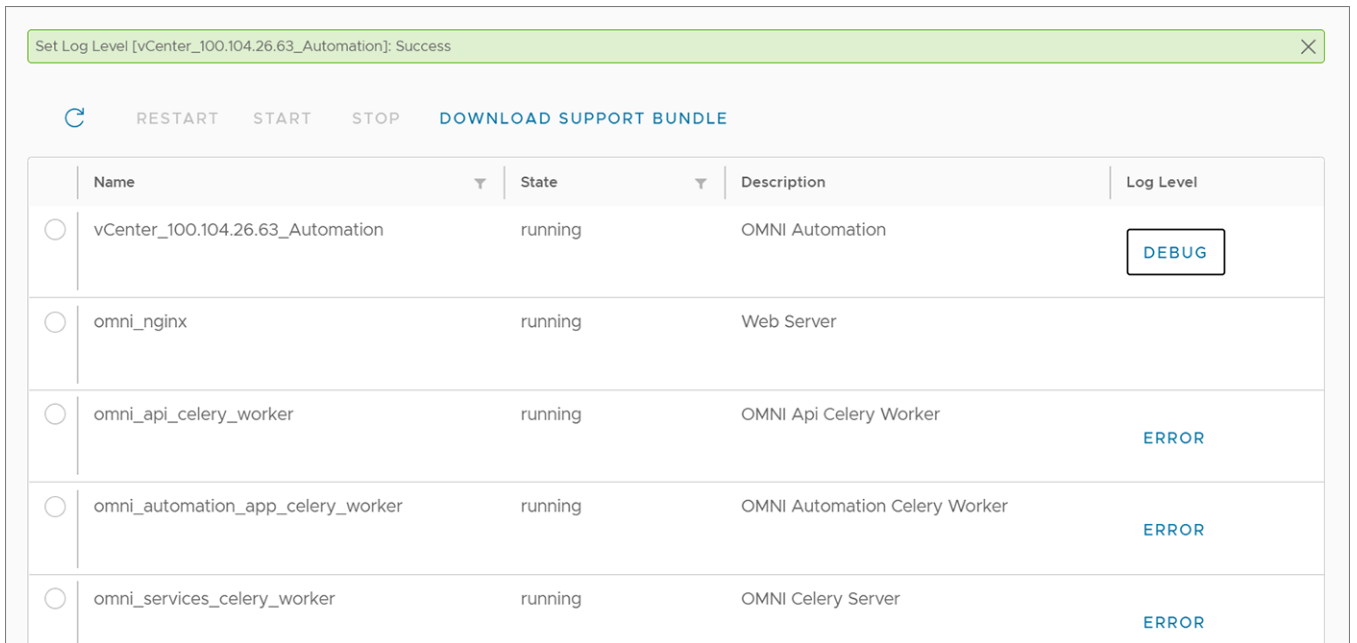 Set Log Level [vCenter_100.104.26.63_Automation]: Success
RESTART START STOP DOWNLOAD SUPPORT BUNDLE
Name State Description Log Level
vCenter_100.104.26.63_Automation running OMNI Automation
DEBUG
omni_nginx running Web Server
omni_api_celery_worker running OMNI Api Celery Worker
ERROR
omni_automation_app_celery_worker running OMNI Automation Celery Worker
ERROR
omni_services_celery_worker running OMNI Celery Server
ERROR